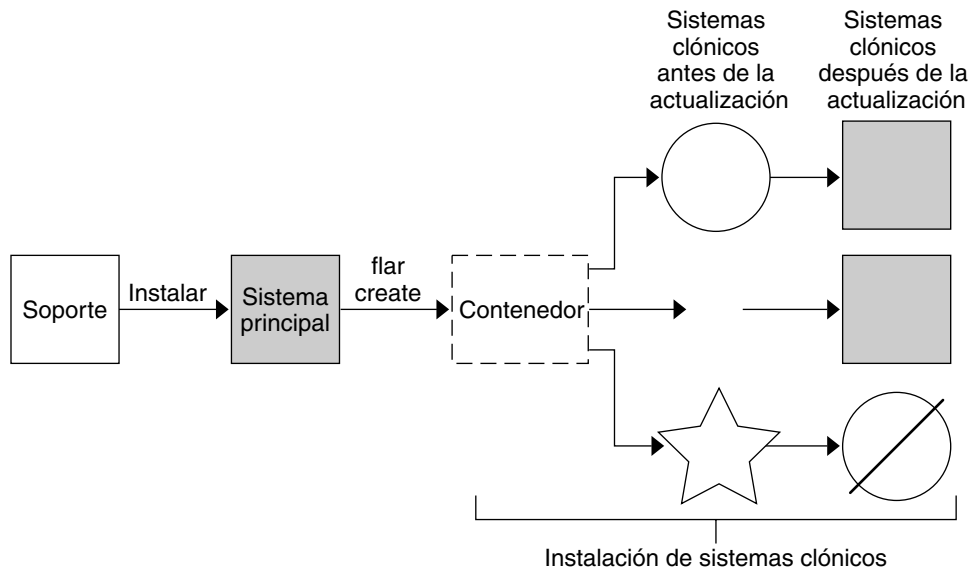 Sistemas
clónicos
antes de la
actualización
Sistemas
clónicos
después de la
actualización
Soporte
Instalar
Sistema
principal
flar
create
Contenedor
Instalación de sistemas clónicos